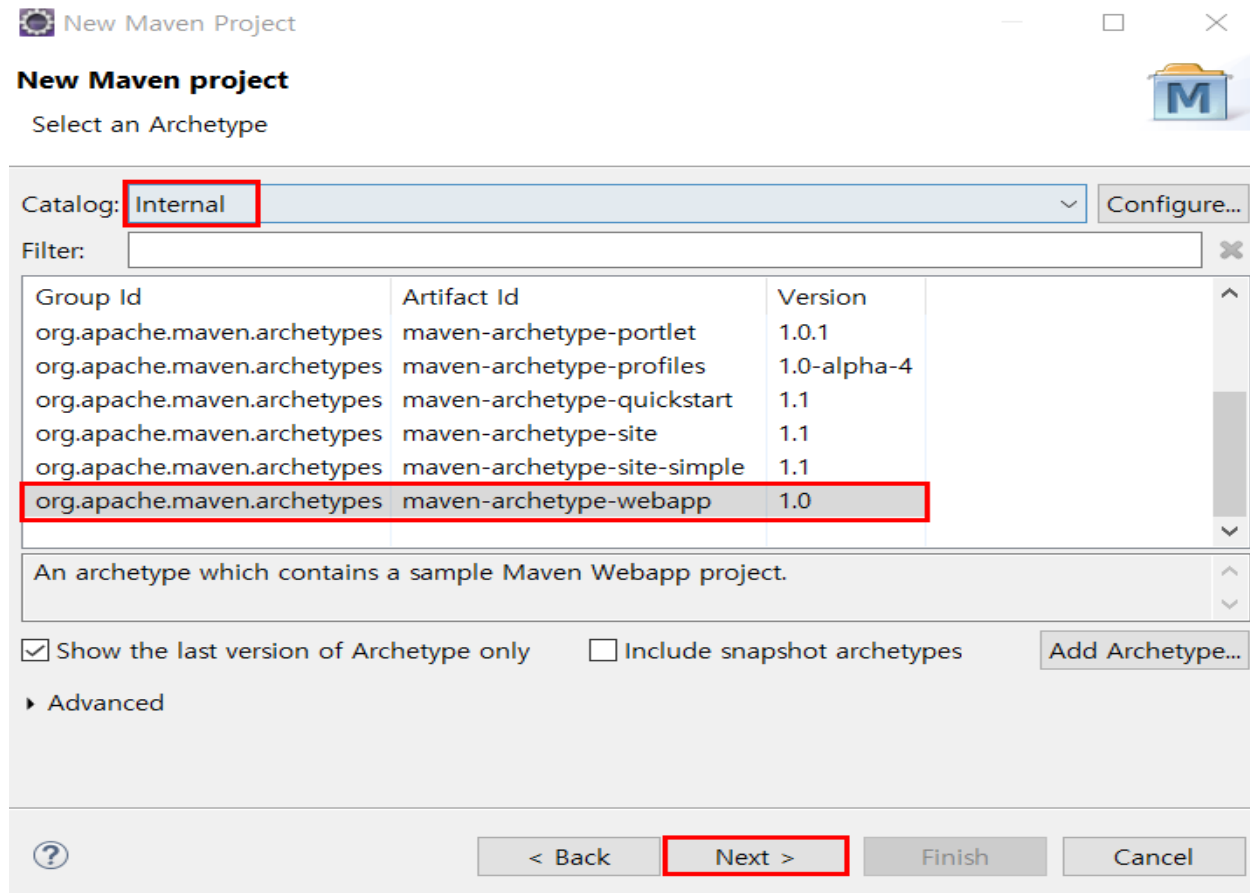 New Maven Project
New Maven project
M
Select an Archetype
Catalog: Internal Configure...
Filter:
Group Id Artifact Id Version
org.apache.maven.archetypes maven-archetype-portlet 1.0.1
org.apache.maven.archetypes maven-archetype-profiles 1.0-alpha-4
org.apache.maven.archetypes maven-archetype-quickstart 1.1
org.apache.maven.archetypes maven-archetype-site 1.1
org.apache.maven.archetypes maven-archetype-site-simple 1.1
org.apache.maven.archetypes maven-archetype-webapp 1.0
An archetype which contains a sample Maven Webapp project.
Show the last version of Archetype only Include snapshot archetypes Add Archetype...
Advanced
? < Back Next > Finish Cancel